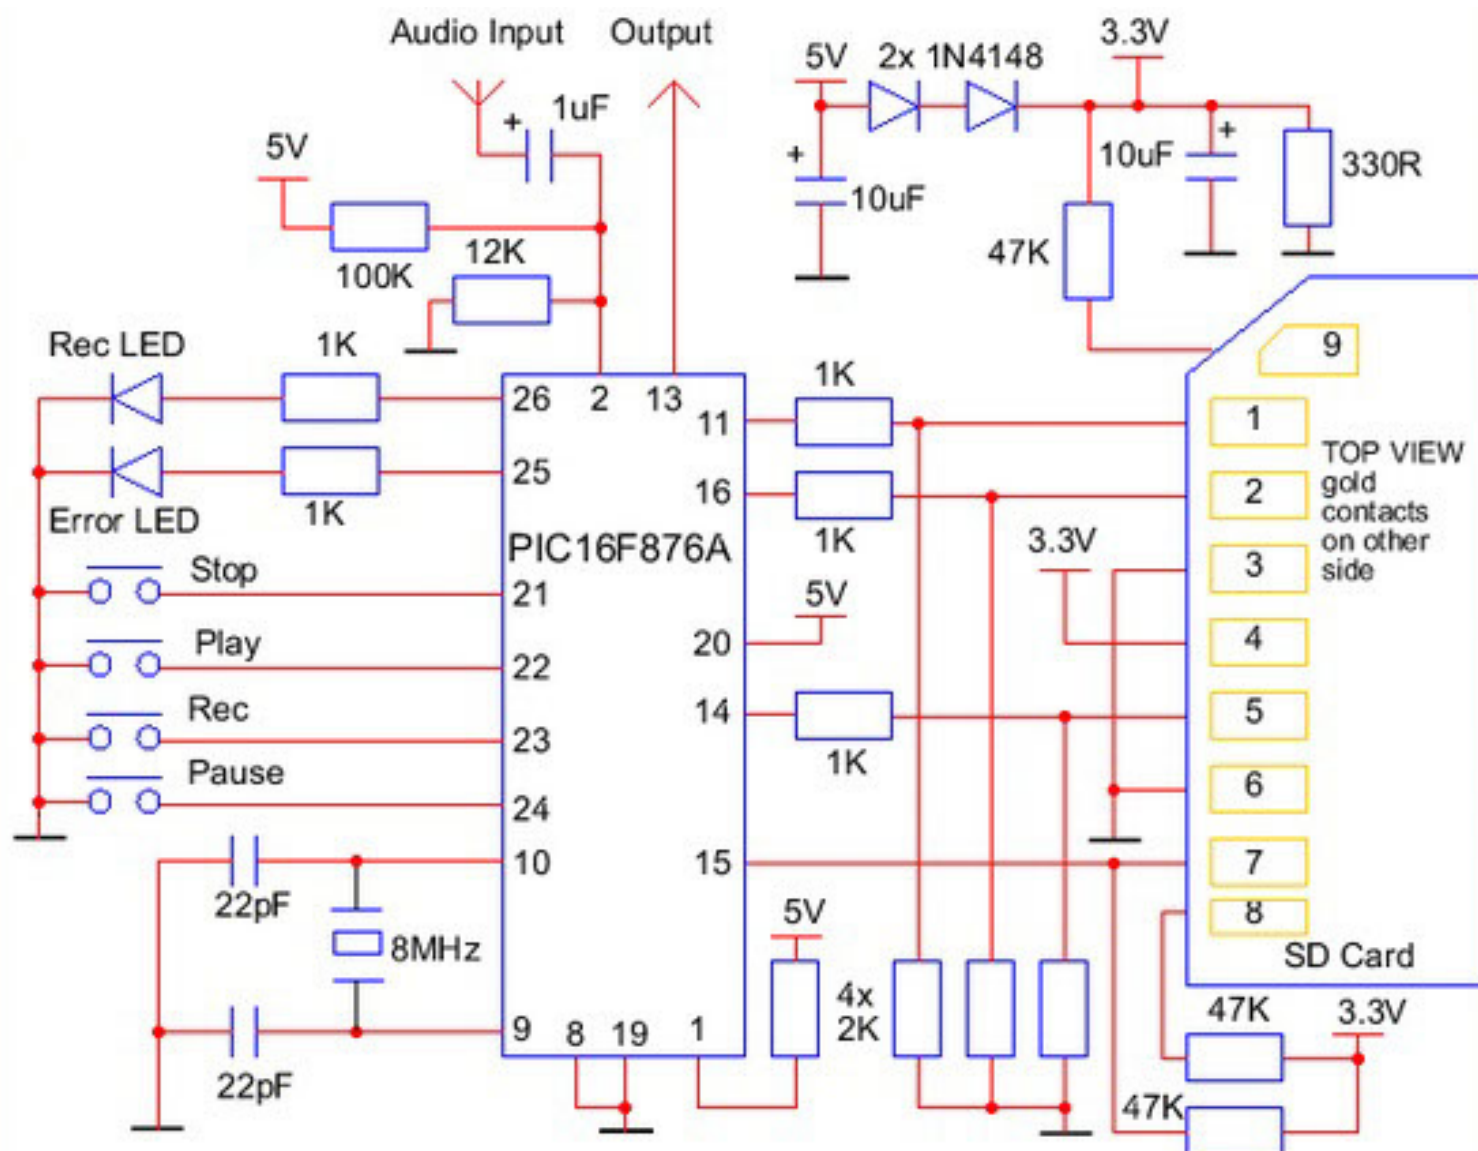 Audio Input
Output
5V
2x 1N4148
3.3V
+
1uF
5V
+
10uF
10uF
+
330R
100K
12K
47K
Rec LED
1K
26
2
13
11
1K
9
1
Error LED
1K
25
16
1K
2
TOP VIEW
gold
contacts
on other
side
PIC16F876A
3.3V
3
Stop
21
5V
Play
22
20
4
Rec
23
14
1K
5
Pause
24
6
22pF
10
15
7
8MHz
5V
8
SD Card
22pF
9
8
19
1
4x
2K
47K
3.3V
47K